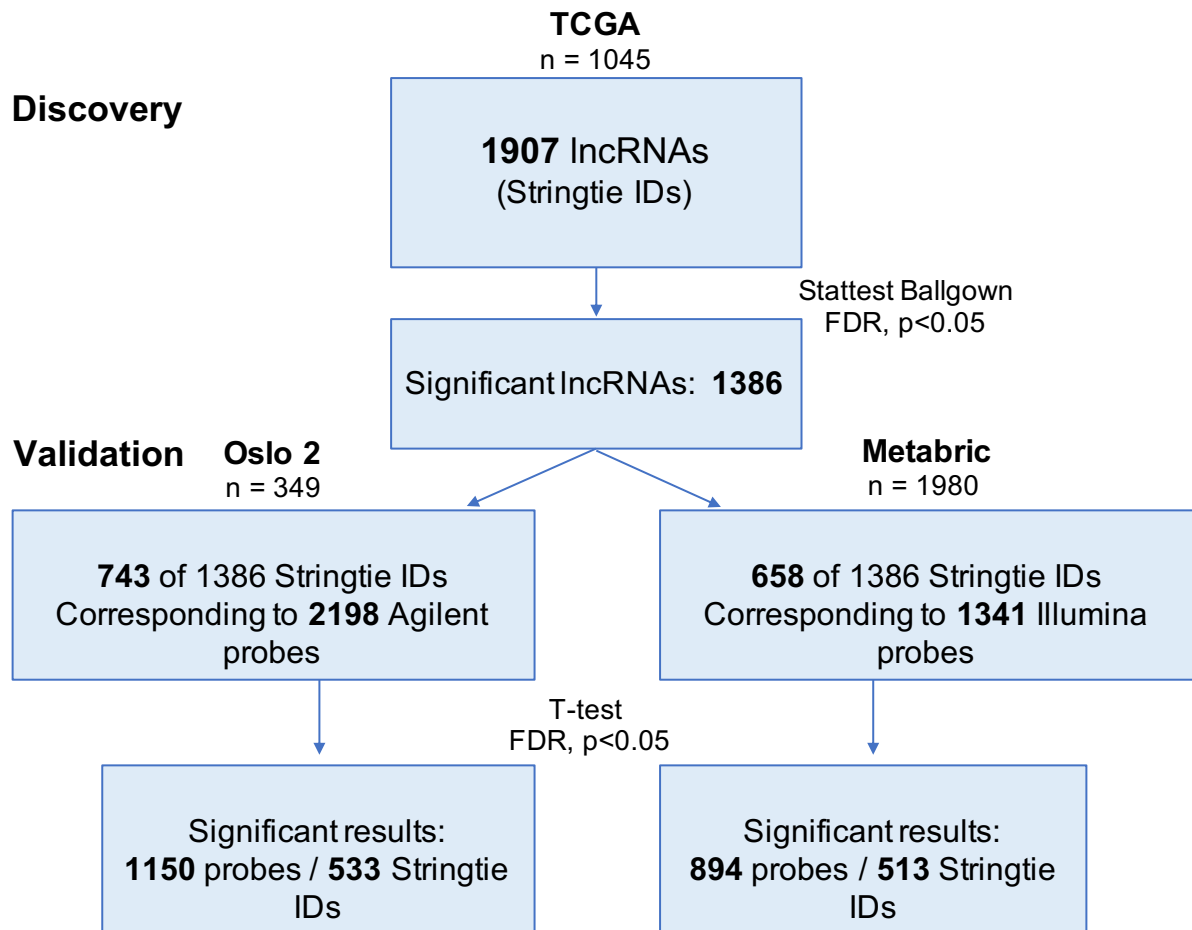 TCGA
n = 1045
Discovery
1907 lncRNAs
(Stringtie IDs)
Stattest Ballgown
FDR, p<0.05
Significant lncRNAs: 1386
Validation
Oslo 2
n = 349
Metabric
n = 1980
743 of 1386 Stringtie IDs
Corresponding to 2198 Agilent
probes
658 of 1386 Stringtie IDs
Corresponding to 1341 Illumina
probes
T-test
FDR, p<0.05
Significant results:
1150 probes / 533 Stringtie
IDs
Significant results:
894 probes / 513 Stringtie
IDs